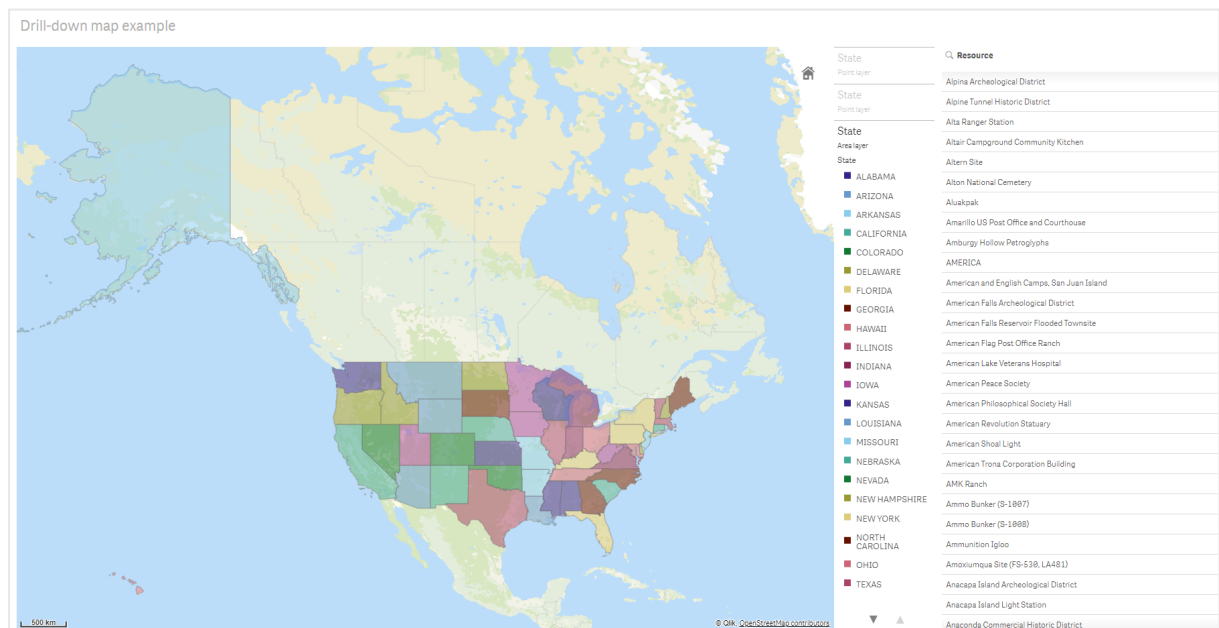 Drill-down map example
500 km
© Qlik, OpenStreetMap contributors
State
Point layer
State
Point layer
State
Area layer
State
ALABAMA
ARIZONA
ARKANSAS
CALIFORNIA
COLORADO
DELAWARE
FLORIDA
GEORGIA
HAWAII
ILLINOIS
INDIANA
IOWA
KANSAS
LOUISIANA
MISSOURI
NEBRASKA
NEVADA
NEW HAMPSHIRE
NEW YORK
NORTH
CAROLINA
OHIO
TEXAS
Resource
Alpina Archeological District
Alpine Tunnel Historic District
Alta Ranger Station
Altair Campground Community Kitchen
Altern Site
Alton National Cemetery
Aluakpak
Amarillo US Post Office and Courthouse
Amburgy Hollow Petroglyphs
AMERICA
American and English Camps, San Juan Island
American Falls Archeological District
American Falls Reservoir Flooded Townsite
American Flag Post Office Ranch
American Lake Veterans Hospital
American Peace Society
American Philosophical Society Hall
American Revolution Statuary
American Shoal Light
American Trona Corporation Building
AMK Ranch
Ammo Bunker (S-1007)
Ammo Bunker (S-1008)
Ammunition Igloo
Amoxiumqua Site (FS-530, LA481)
Anacapa Island Archeological District
Anacapa Island Light Station
Anaconda Commercial Historic District